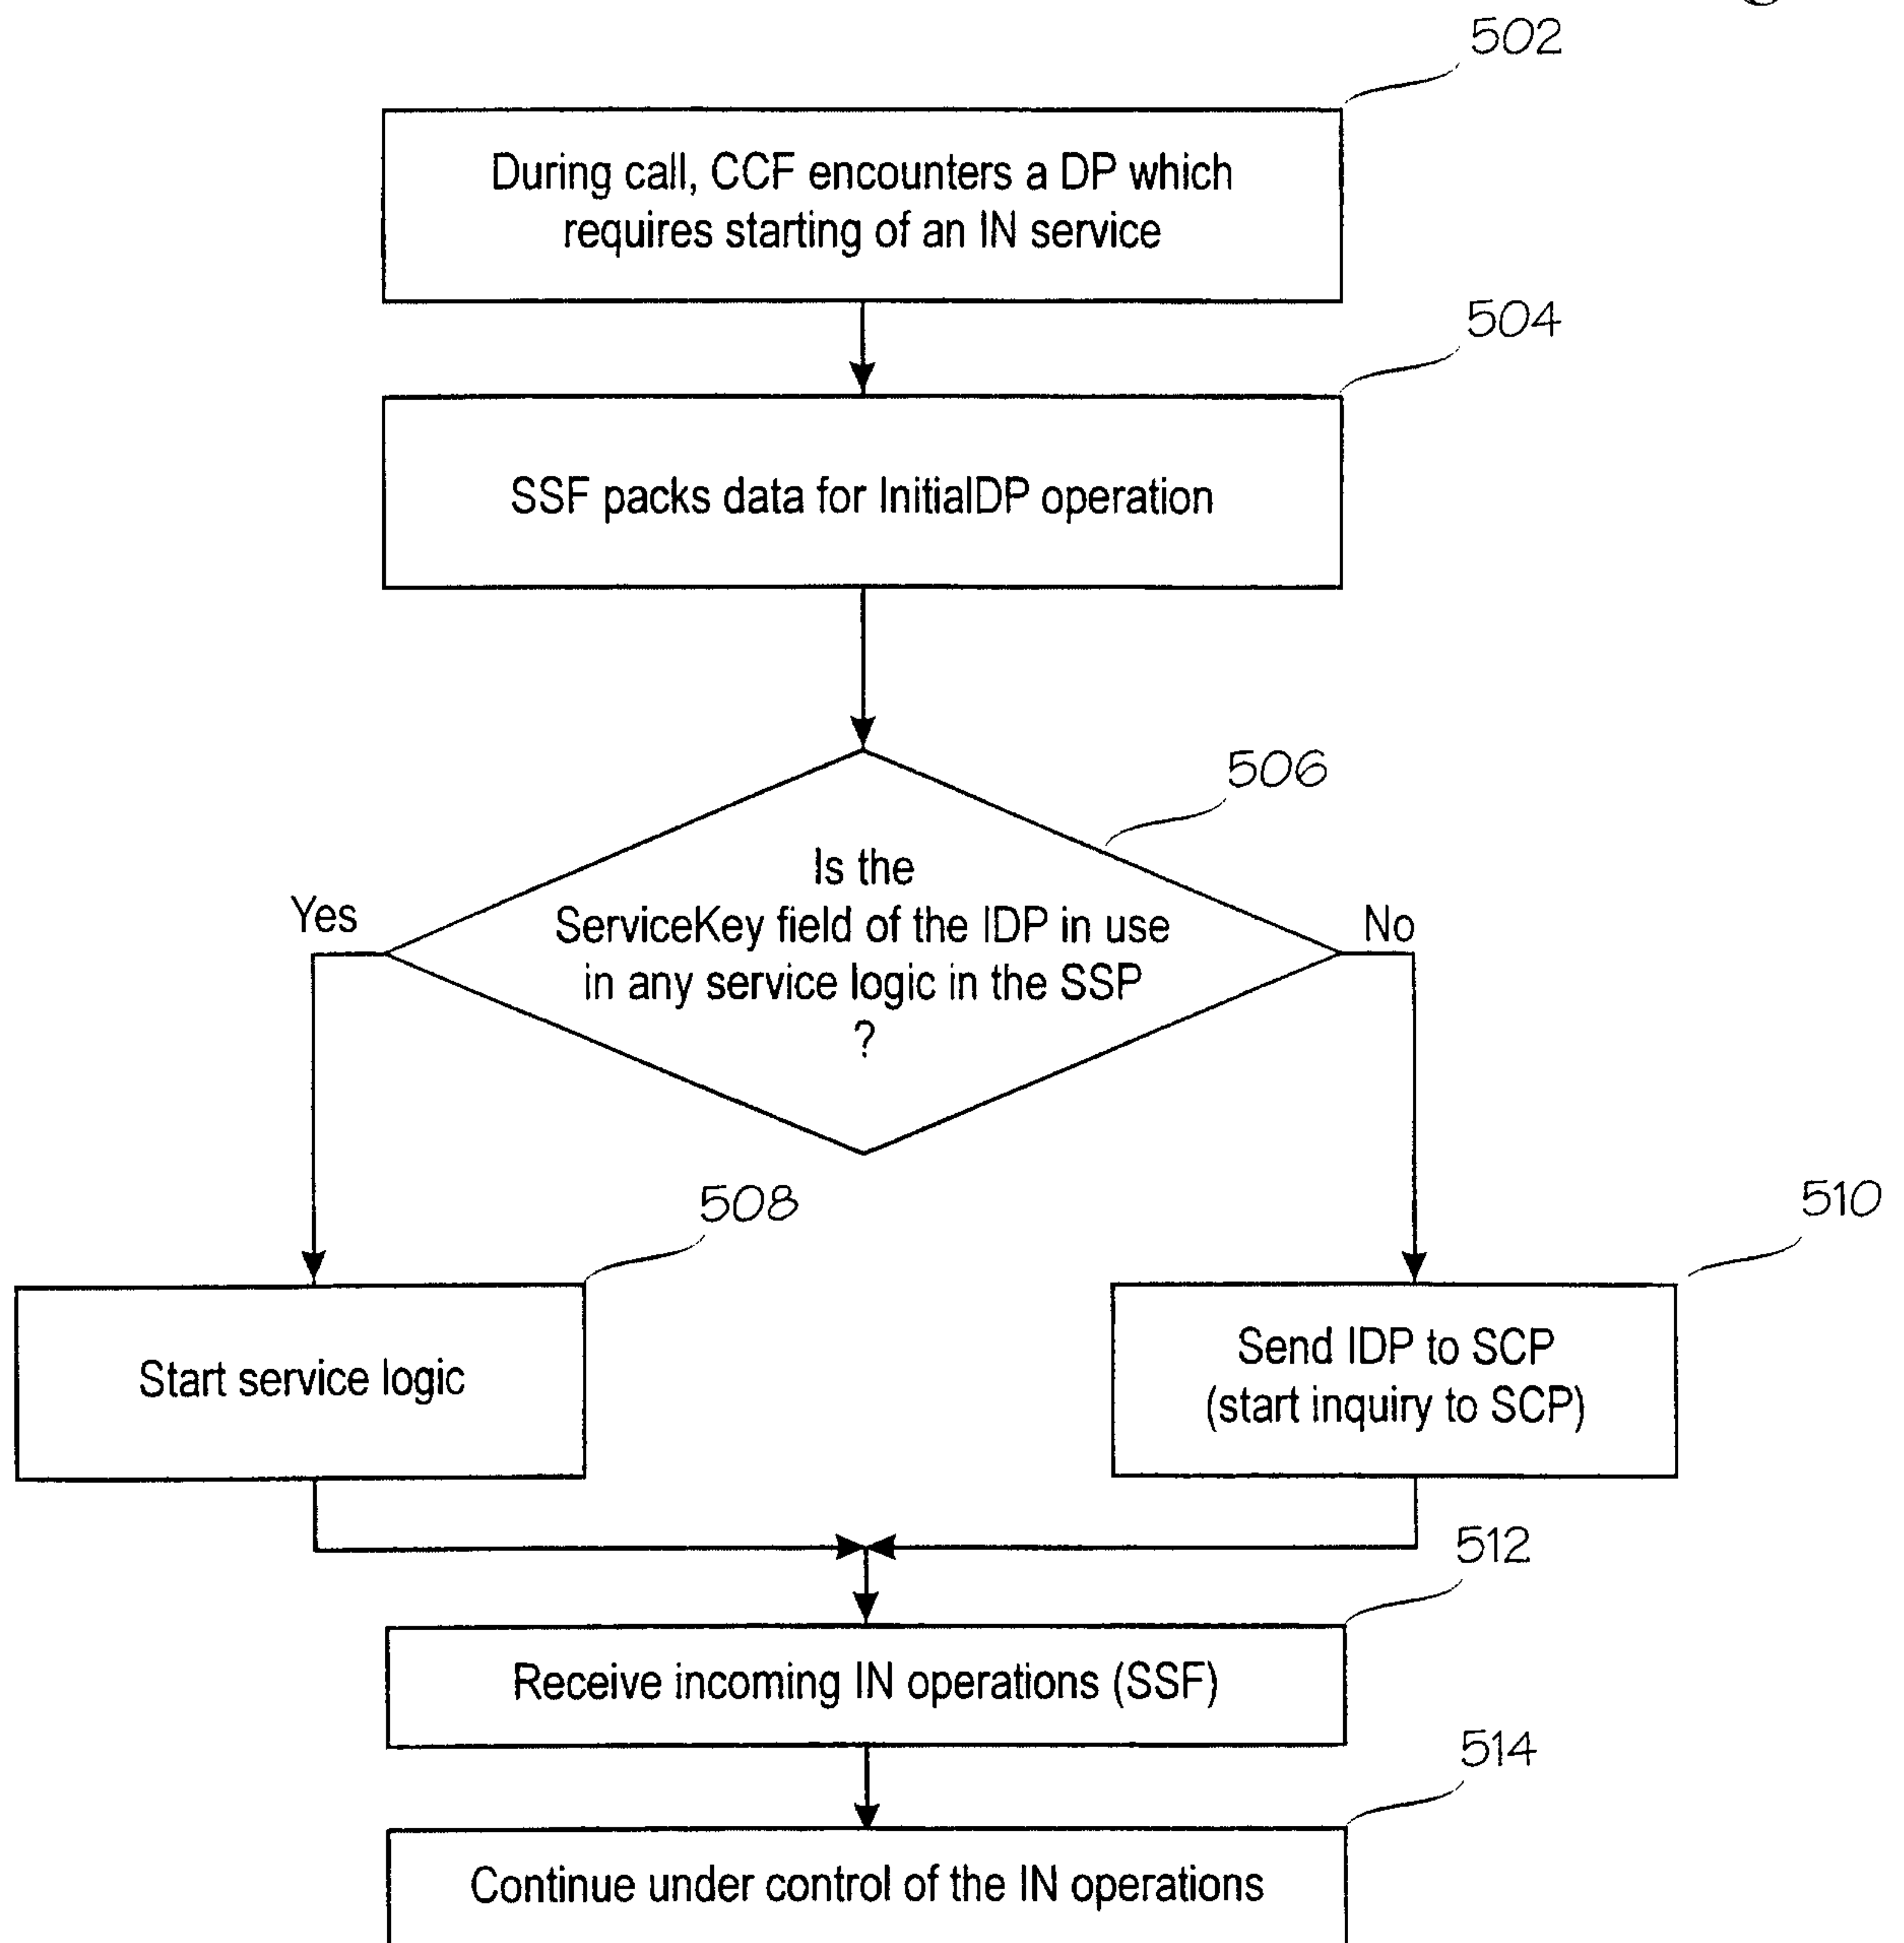 502
During call, CCF encounters a DP which
requires starting of an IN service
504
SSF packs data for InitialDP operation
506
Is the
ServiceKey field of the IDP in use
in any service logic in the SSP
?
Yes
No
508
Start service logic
510
Send IDP to SCP
(start inquiry to SCP)
512
Receive incoming IN operations (SSF)
514
Continue under control of the IN operations